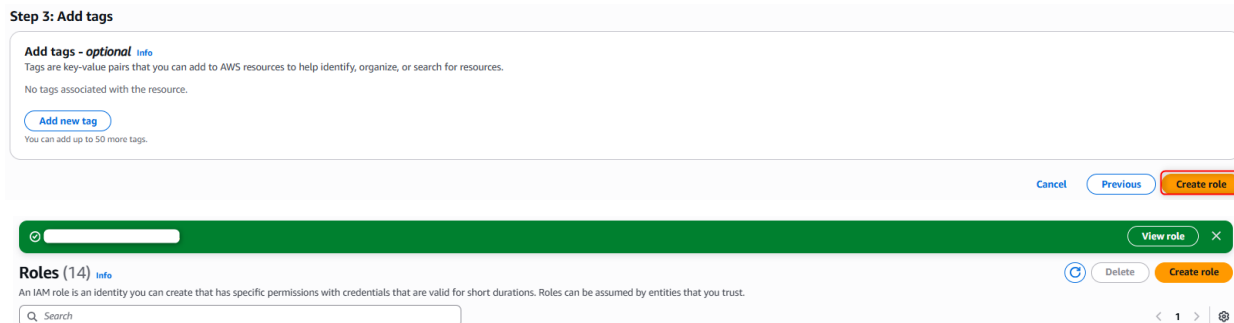 Step 3: Add tags
Add tags - optional Info
Tags are key-value pairs that you can add to AWS resources to help identify, organize, or search for resources.
No tags associated with the resource.
Add new tag
You can add up to 50 more tags.
Cancel Previous Create role
View role
Roles (14) Info
Delete Create role
An IAM role is an identity you can create that has specific permissions with credentials that are valid for short durations. Roles can be assumed by entities that you trust.
Search
1